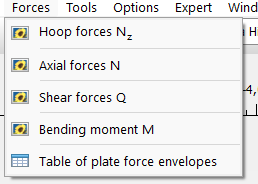 Forces Tools Options Expert Wind
Hoop forces Nz
Axial forces N
Shear forces Q
Bending moment M
Table of plate force envelopes